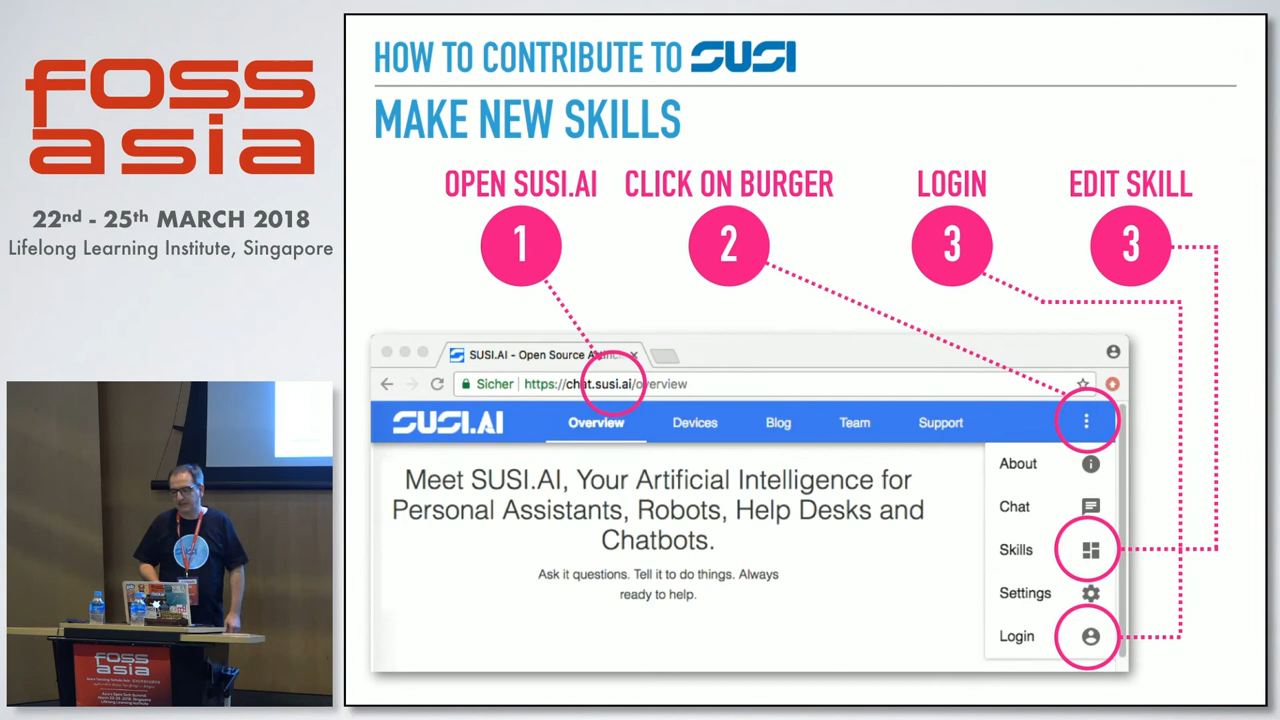 foss
asia
22nd - 25th MARCH 2018
Lifelong Learning Institute, Singapore
HOW TO CONTRIBUTE TO SUSI
MAKE NEW SKILLS
OPEN SUSI.AI
CLICK ON BURGER
LOGIN
EDIT SKILL
1
2
3
3
SUSI.AI - Open Source
Sicher
https://chat.susi.ai/overview
SUSI.AI
Overview
Devices
Blog
Team
Support
About
Chat
Skills
Settings
Login
Meet SUSI.AI, Your Artificial Intelligence for
Personal Assistants, Robots, Help Desks and
Chatbots.
Ask it questions. Tell it to do things. Always
ready to help.
foss
asia